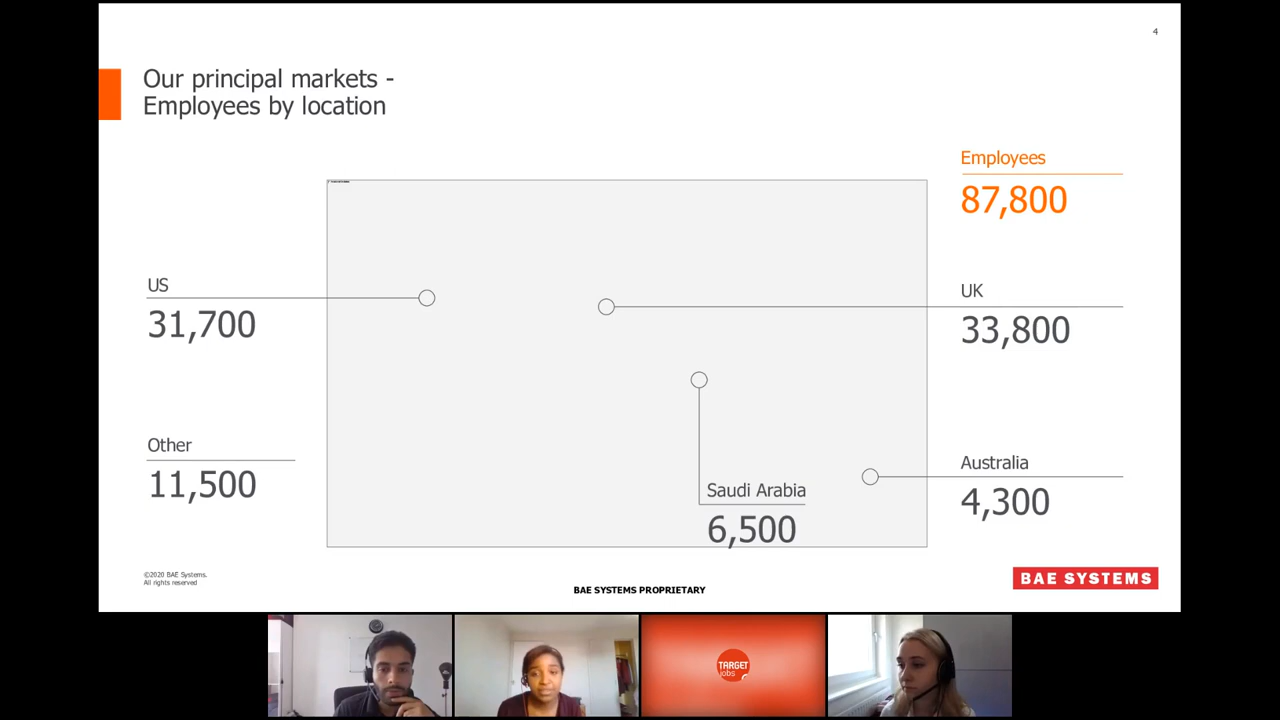 4
Our principal markets -
Employees by location
Employees
87,800
US
31,700
UK
33,800
Other
11,500
Saudi Arabia
6,500
Australia
4,300
©2020 BAE Systems.
All rights reserved
BAE SYSTEMS PROPRIETARY
BAE SYSTEMS
TARGET
jobs